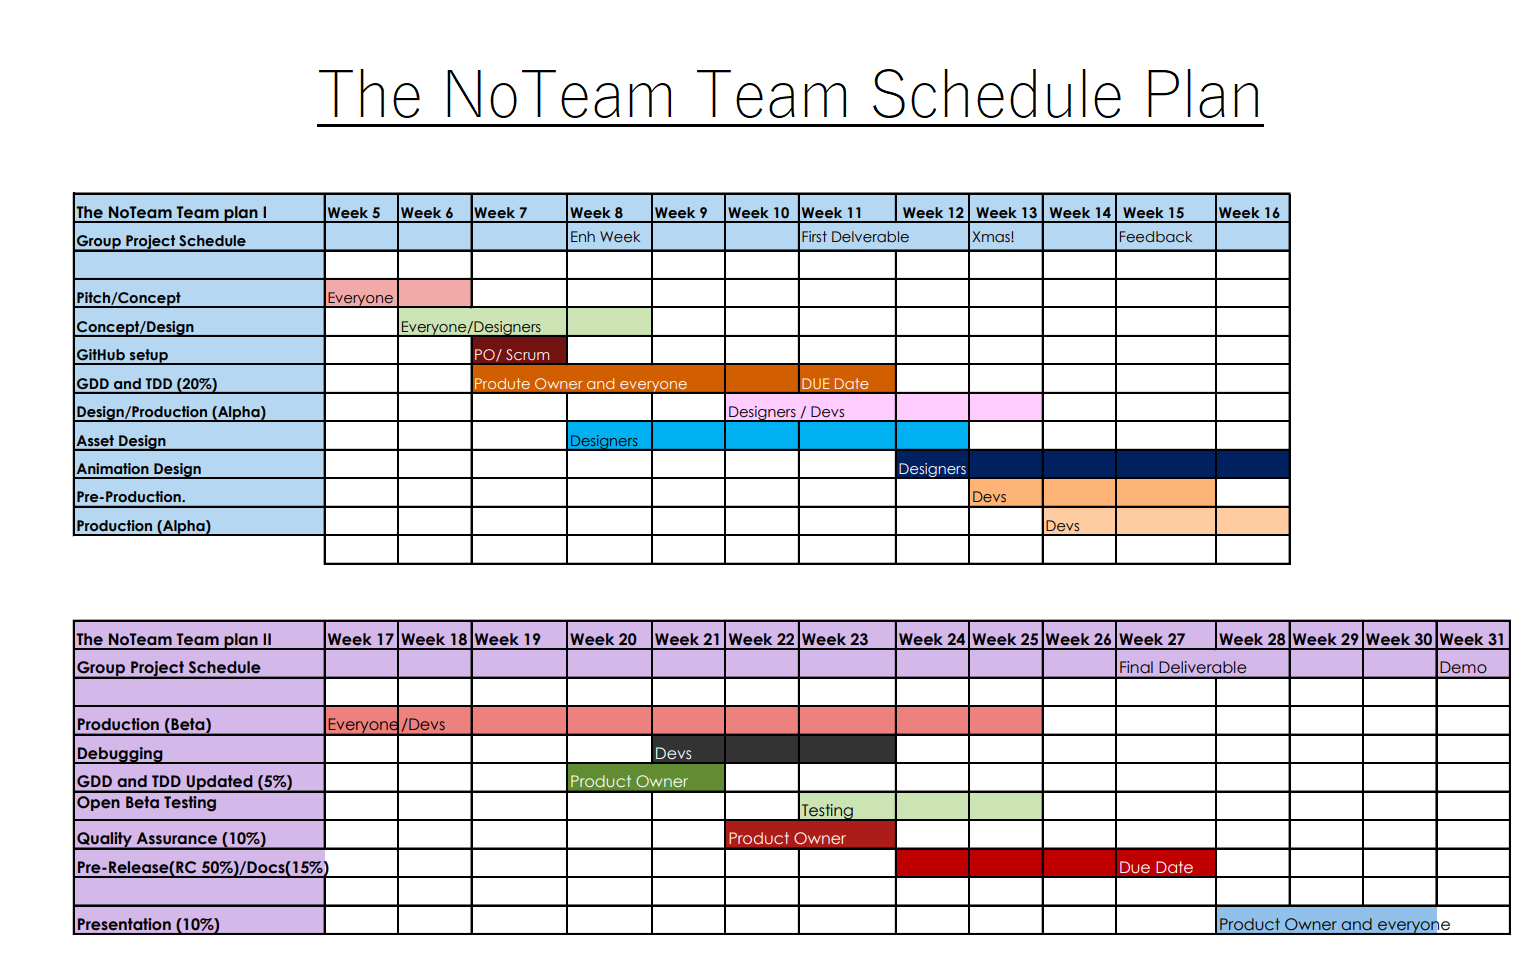 The NoTeam Team Schedule Plan
The NoTeam Team plan I Week 5 Week 6 Week 7 Week 8 Week 9 Week 10 Week 11 Week 12 Week 13 Week 14 Week 15 Week 16
Group Project Schedule Enh Week First Delverable Xmas! Feedback
Pitch/Concept Everyone
Concept/Design Everyone/Designers
GitHub setup PO/ Scrum
GDD and TDD (20%) Produte Owner and everyone DUE Date
Design/Production (Alpha) Designers / Devs
Asset Design Designers
Animation Design Designers
Pre-Production. Devs
Production (Alpha) Devs
The NoTeam Team plan II Week 17 Week 18 Week 19 Week 20 Week 21 Week 22 Week 23 Week 24 Week 25 Week 26 Week 27 Week 28 Week 29 Week 30 Week 31
Group Project Schedule Final Deliverable Demo
Production (Beta) Everyone /Devs
Debugging Devs
GDD and TDD Updated (5%) Product Owner
Open Beta Testing Testing
Quality Assurance (10%) Product Owner
Pre-Release(RC 50%)/Docs(15%) Due Date
Presentation (10%) Product Owner and everyone